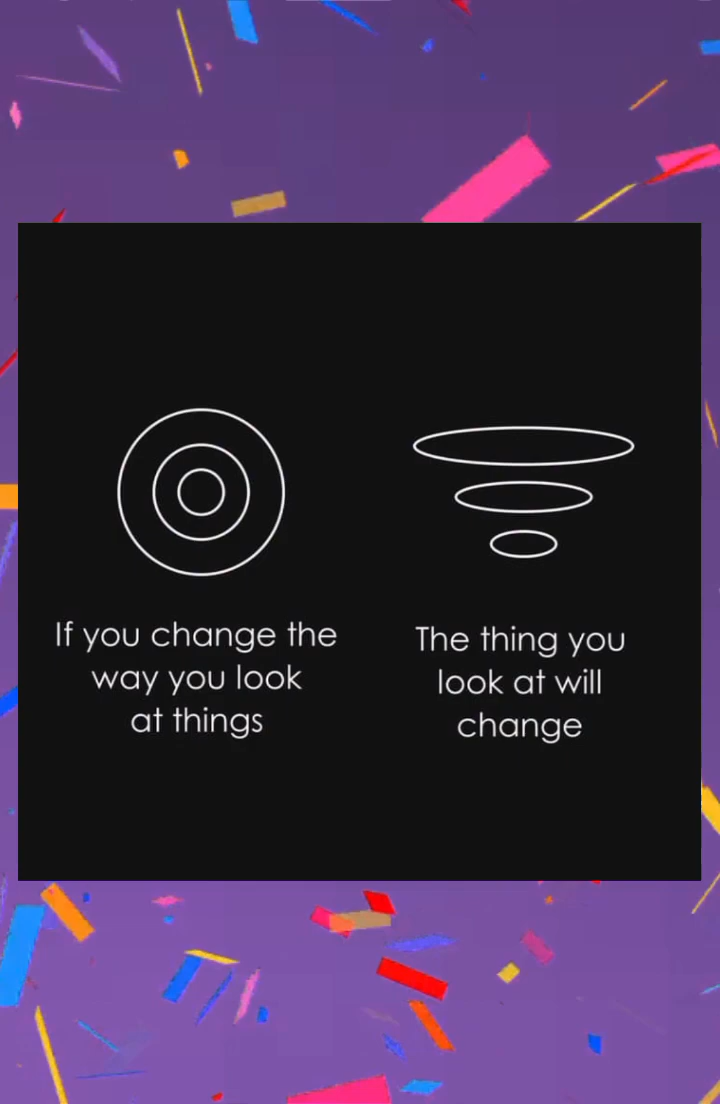 If you change the
way you look
at things
The thing you
look at will
change